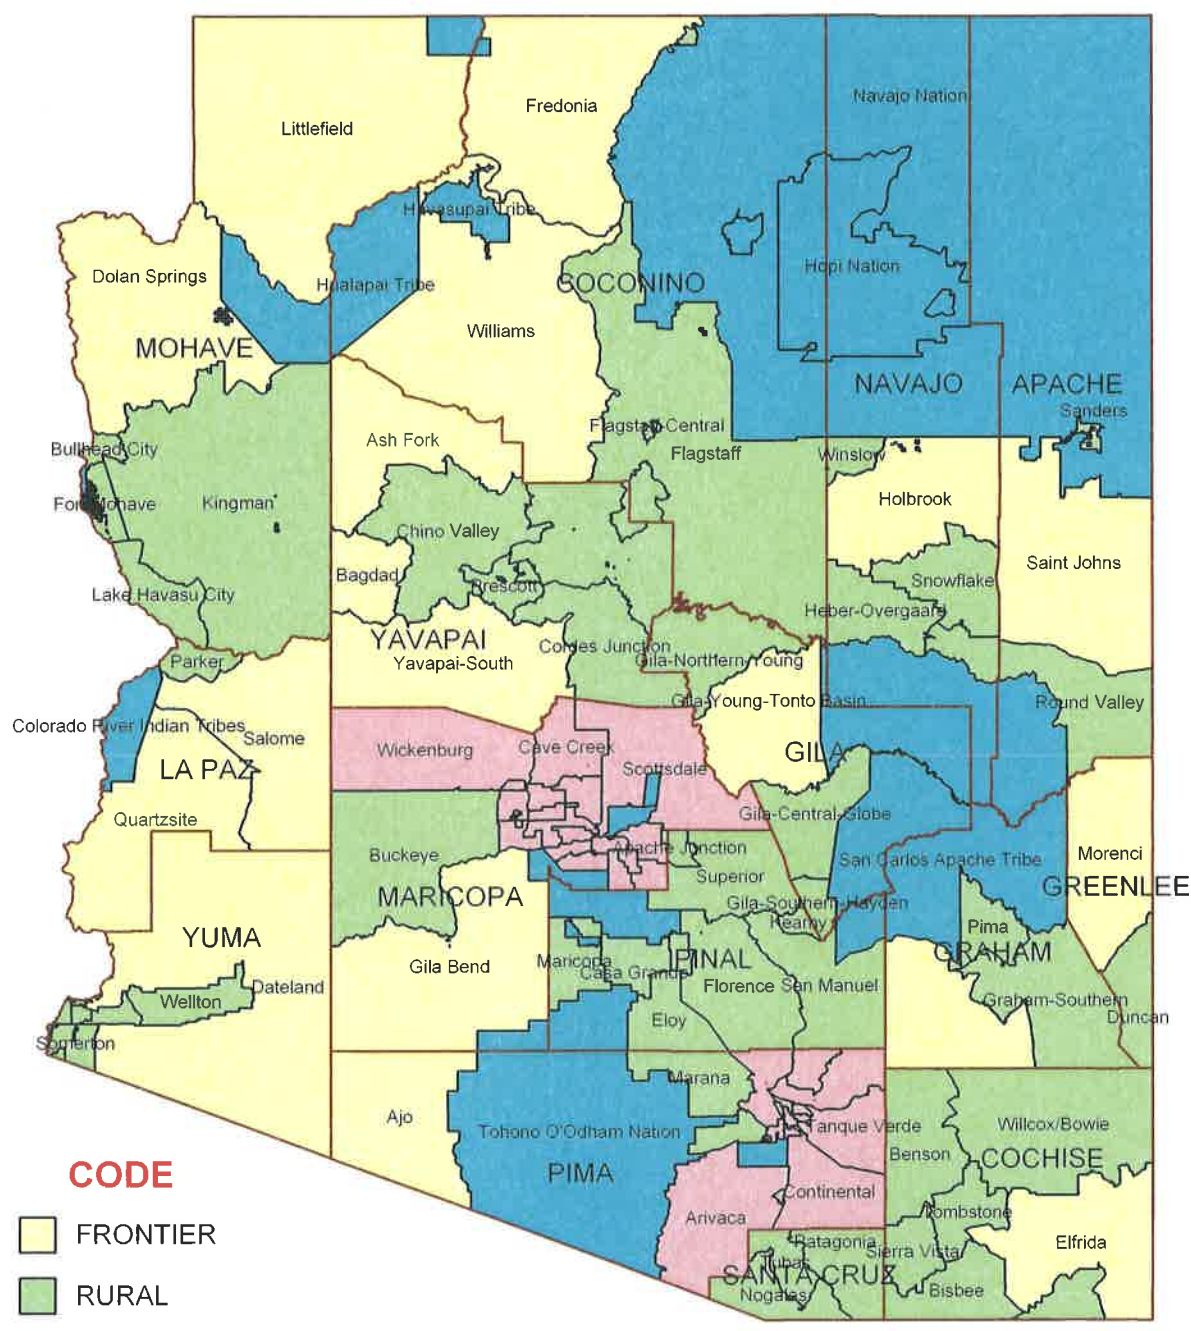 Navajo Nation
Fredonia
Littlefield
Havasupai Tribe
Hopi Nation
Dolan Springs
Hualapai Tribe
COCONINO
Williams
MOHAVE
NAVAJO
APACHE
Sanders
Flagstaff Central
Ash Fork
Bullhead City
Flagstaff
Winslow
Holbrook
Fort Mohave
Kingman
Chino Valley
Saint Johns
Bagdad
Prescott
Snowflake
Lake Havasu City
Heber-Overgaard
YAVAPAI
Cordes Junction
Parker
Yavapai-South
Gila-Northern/Young
Gila-Young-Tonto Basin
Round Valley
Colorado River Indian Tribes
Salome
Wickenburg
Cave Creek
GILA
LA PAZ
Scottsdale
Quartzsite
Gila-Central-Globe
Buckeye
Apache Junction
San Carlos Apache Tribe
Morenci
Superior
GREENLEE
MARICOPA
Gila-Southern-Hayden
Kearny
Pima
YUMA
GRAHAM
Gila Bend
Maricopa
Casa Grande
PINAL
Dateland
Florence
San Manuel
Wellton
Graham-Southern
Eloy
Duncan
Somerton
Marana
Ajo
Tohono O'Odham Nation
Tanque Verde
Willcox/Bowie
Benson
COCHISE
CODE
PIMA
Continental
Arivaca
Tombstone
FRONTIER
Patagonia
Sierra Vista
Elfrida
Tubac
SANTA CRUZ
RURAL
Nogales
Bisbee